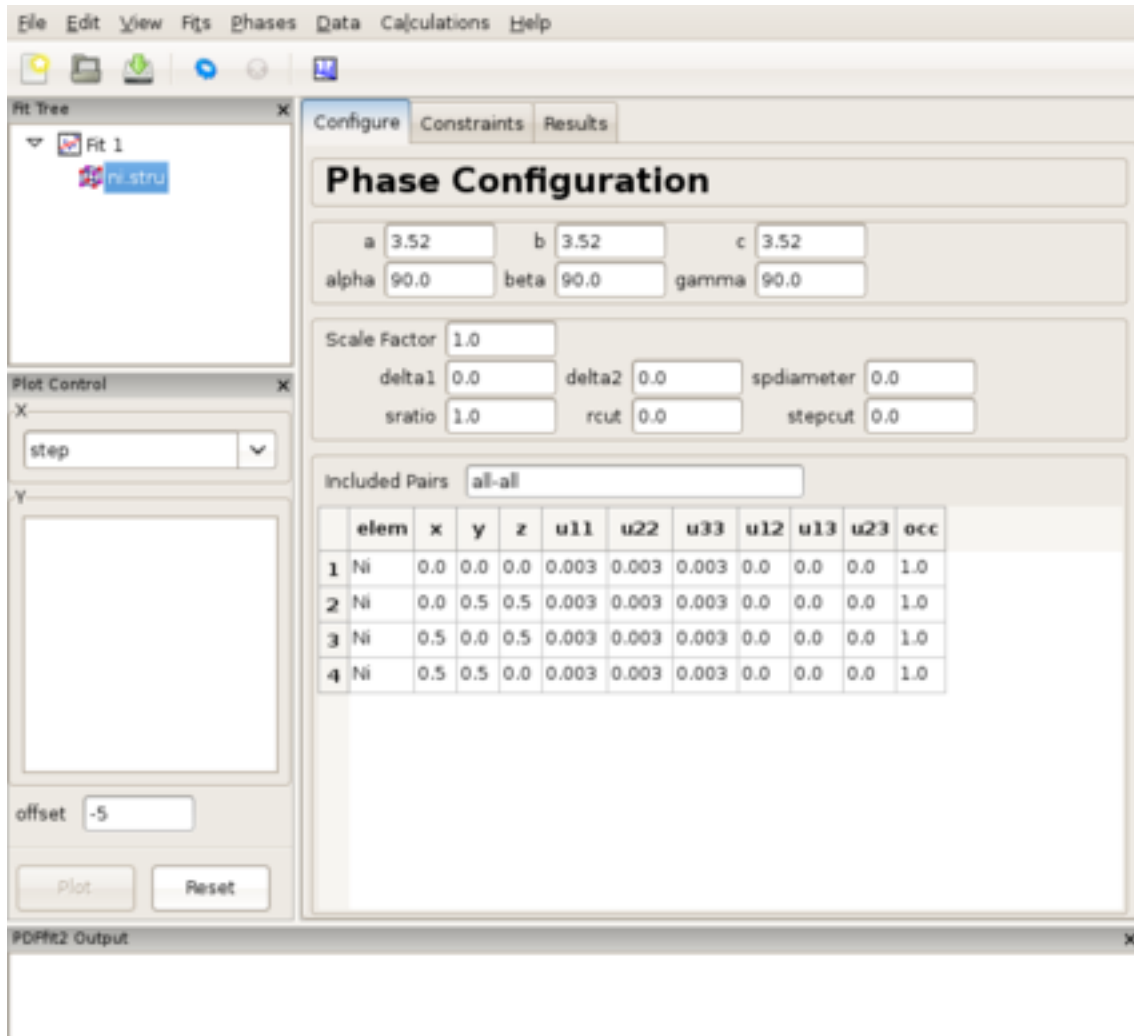 File Edit View Fits Phases Data Calculations Help
Fit Tree x
Configure Constraints Results
Fit 1
ni.stru
Phase Configuration
a 3.52 b 3.52 c 3.52
alpha 90.0 beta 90.0 gamma 90.0
Scale Factor 1.0
Plot Control x
delta1 0.0 delta2 0.0 spdiameter 0.0
X
sratio 1.0 rcut 0.0 stepcut 0.0
step
Included Pairs all-all
Y
elem x y z u11 u22 u33 u12 u13 u23 occ
1 Ni 0.0 0.0 0.0 0.003 0.003 0.003 0.0 0.0 0.0 1.0
2 Ni 0.0 0.5 0.5 0.003 0.003 0.003 0.0 0.0 0.0 1.0
3 Ni 0.5 0.0 0.5 0.003 0.003 0.003 0.0 0.0 0.0 1.0
4 Ni 0.5 0.5 0.0 0.003 0.003 0.003 0.0 0.0 0.0 1.0
offset -5
Plot Reset
PDFfit2 Output x